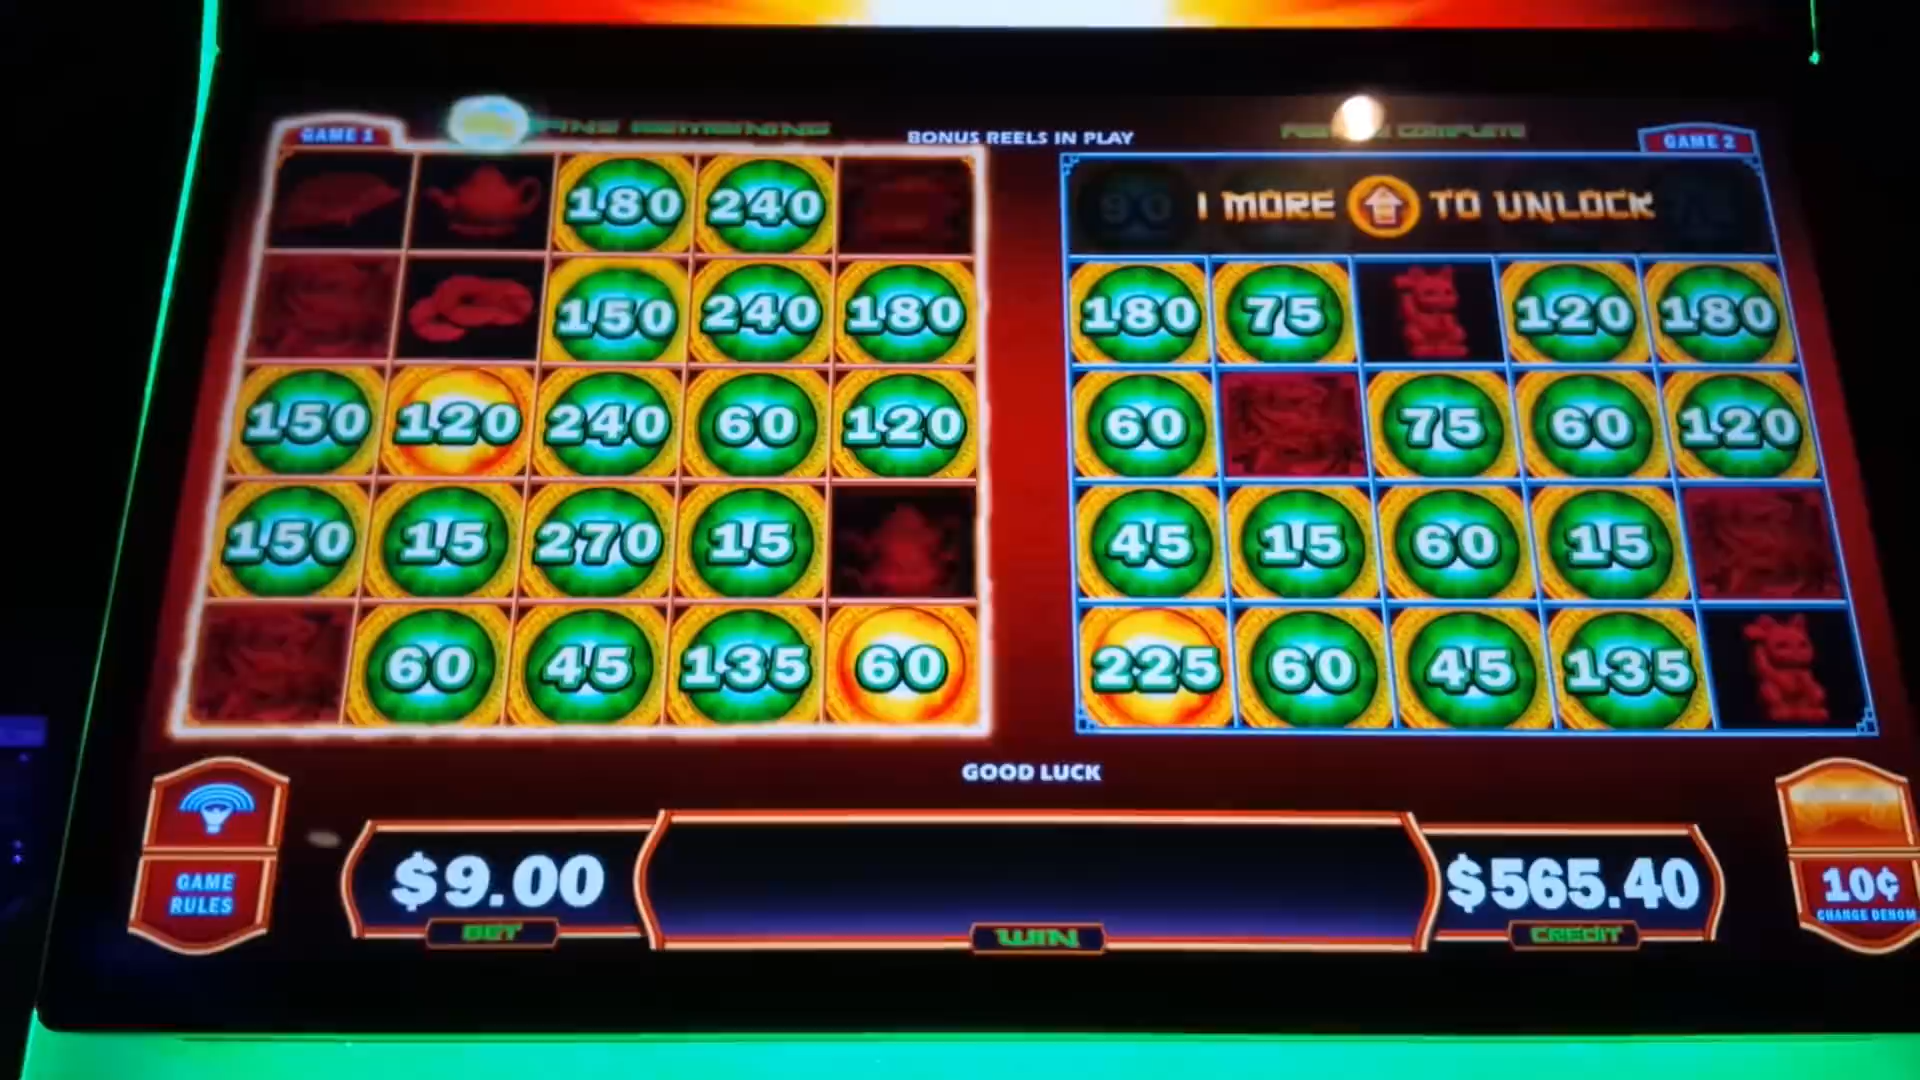 GAME 1
BONUS REELS IN PLAY
GAME 2
180 240
150 240 180
150 120 240 60 120
150 15 270 15
60 45 135 60
90
1 MORE TO UNLOCK
180 75 120 180
60 75 60 120
45 15 60 15
225 60 45 135
GOOD LUCK
GAME
RULES
$9.00
BET
WIN
$565.40
CREDIT
10¢
CHANGE DENOM